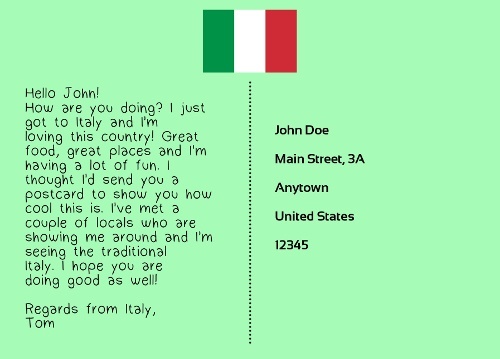 Hello John!
How are you doing? I just
got to Italy and I'm
loving this country! Great
food, great places and I'm
having a lot of fun. I
thought I'd send you a
postcard to show you how
cool this is. I've met a
couple of locals who are
showing me around and I'm
seeing the traditional
Italy. I hope you are
doing good as well!
Regards from Italy,
Tom
John Doe
Main Street, 3A
Anytown
United States
12345